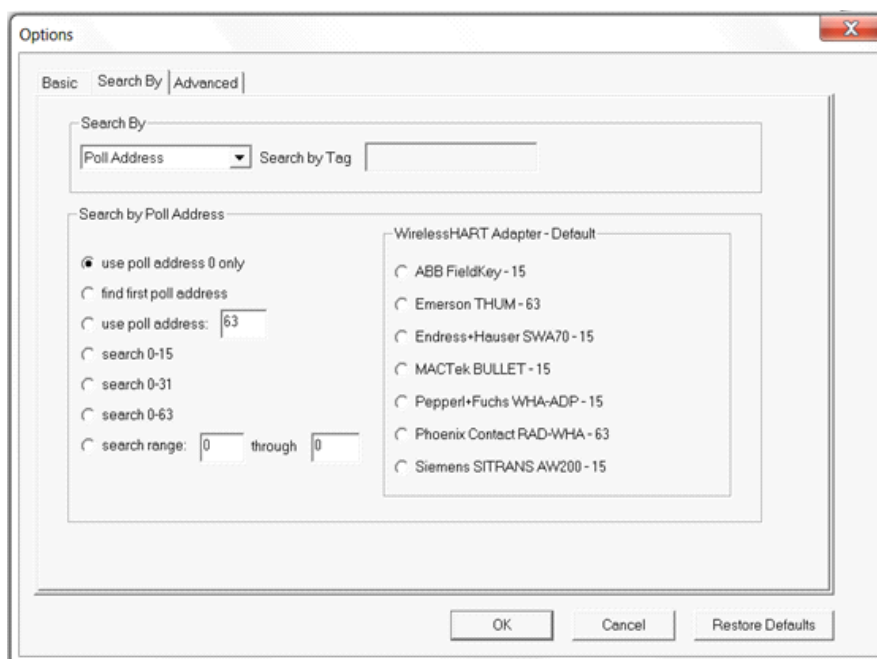 Options
Basic Search By Advanced
Search By
Poll Address Search by Tag
Search by Poll Address
use poll address 0 only
find first poll address
use poll address: 63
search 0-15
search 0-31
search 0-63
search range: 0 through 0
WirelessHART Adapter - Default
ABB FieldKey - 15
Emerson THUM - 63
Endress+Hauser SWA70 - 15
MACTek BULLET - 15
Pepperl+Fuchs WHA-ADP - 15
Phoenix Contact RAD-WHA - 63
Siemens SITRANS AW200 - 15
OK Cancel Restore Defaults